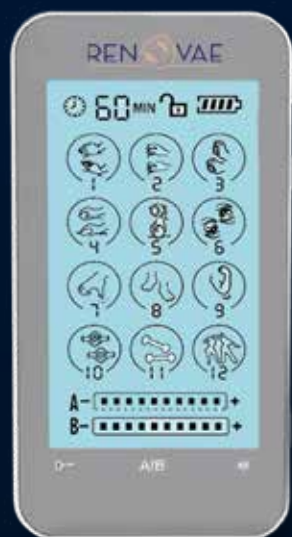 RENOVAE
60 MIN
1 2 3
4 5 6
7 8 9
10 11 12
A- +
B- +
A/B